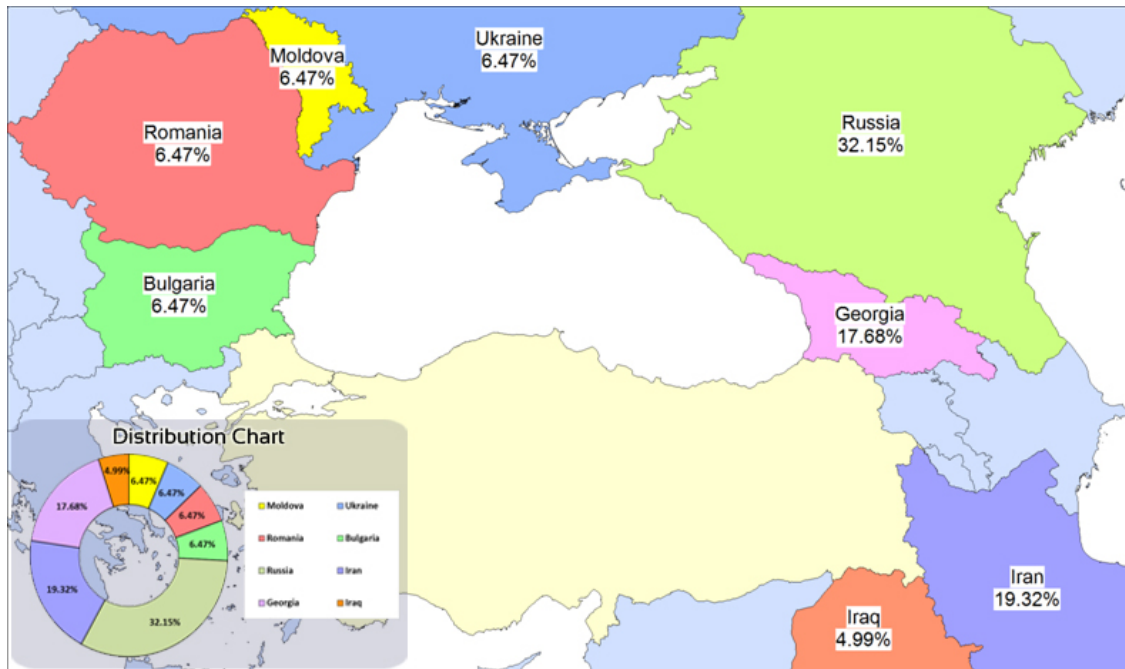 Ukraine
6.47%
Moldova
6.47%
Romania
6.47%
Russia
32.15%
Bulgaria
6.47%
Georgia
17.68%
Iran
19.32%
Iraq
4.99%
Distribution Chart
4.99%
6.47%
6.47%
6.47%
6.47%
32.15%
19.32%
17.68%
Moldova
Ukraine
Romania
Bulgaria
Russia
Iran
Georgia
Iraq